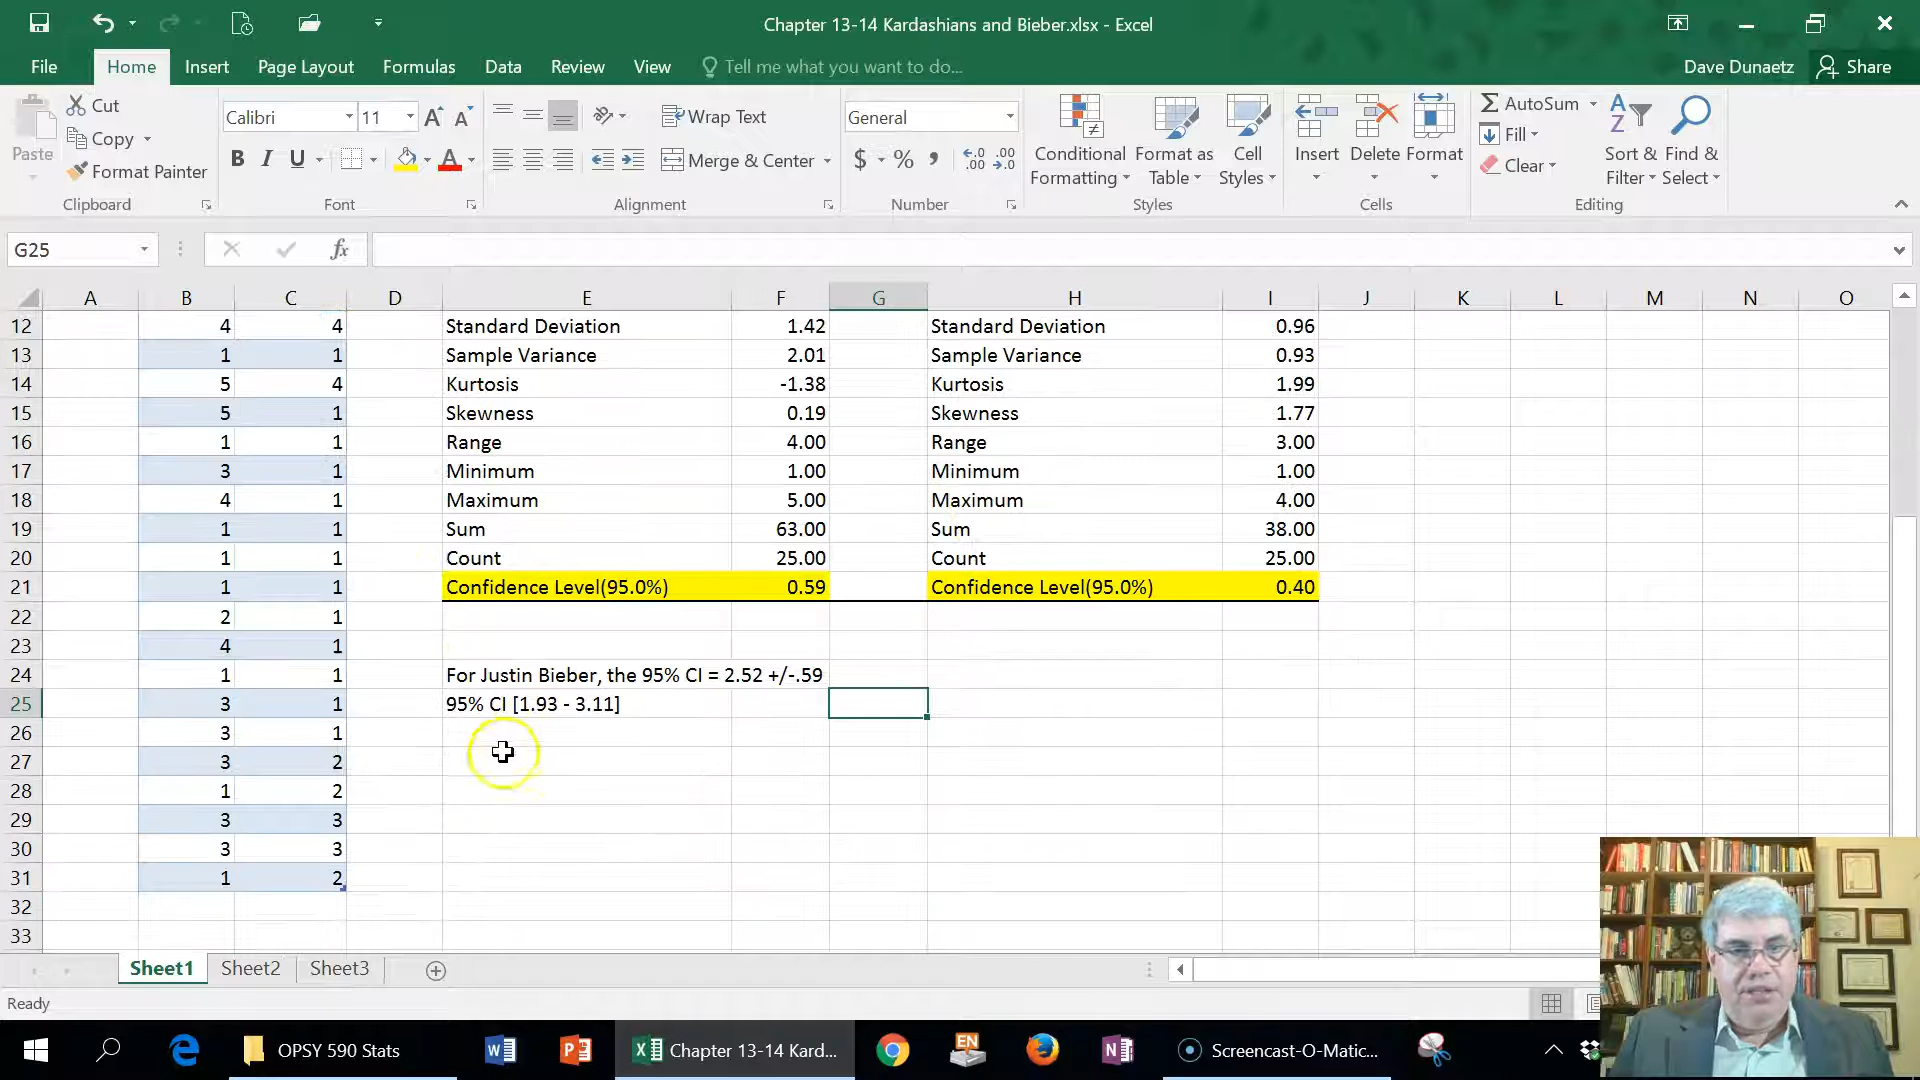 Chapter 13-14 Kardashians and Bieber.xlsx - Excel
File Home Insert Page Layout Formulas Data Review View Tell me what you want to do... Dave Dunaetz Share
Cut Calibri 11 Wrap Text General AutoSum
Copy Fill
Paste Format Painter B I U Merge & Center $ % , Conditional Formatting Format as Table Cell Styles Insert Delete Format Clear Sort & Filter Find & Select
Clipboard Font Alignment Number Styles Cells Editing
G25 fx
A B C D E F G H I J K L M N O
12 4 4 Standard Deviation 1.42 Standard Deviation 0.96
13 1 1 Sample Variance 2.01 Sample Variance 0.93
14 5 4 Kurtosis -1.38 Kurtosis 1.99
15 5 1 Skewness 0.19 Skewness 1.77
16 1 1 Range 4.00 Range 3.00
17 3 1 Minimum 1.00 Minimum 1.00
18 4 1 Maximum 5.00 Maximum 4.00
19 1 1 Sum 63.00 Sum 38.00
20 1 1 Count 25.00 Count 25.00
21 1 1 Confidence Level(95.0%) 0.59 Confidence Level(95.0%) 0.40
22 2 1
23 4 1
24 1 1 For Justin Bieber, the 95% CI = 2.52 +/-.59
25 3 1 95% CI [1.93 - 3.11]
26 3 1
27 3 2
28 1 2
29 3 3
30 3 3
31 1 2
32
33
Sheet1 Sheet2 Sheet3
Ready
OPSY 590 Stats Chapter 13-14 Kard... EN Screencast-O-Matic...